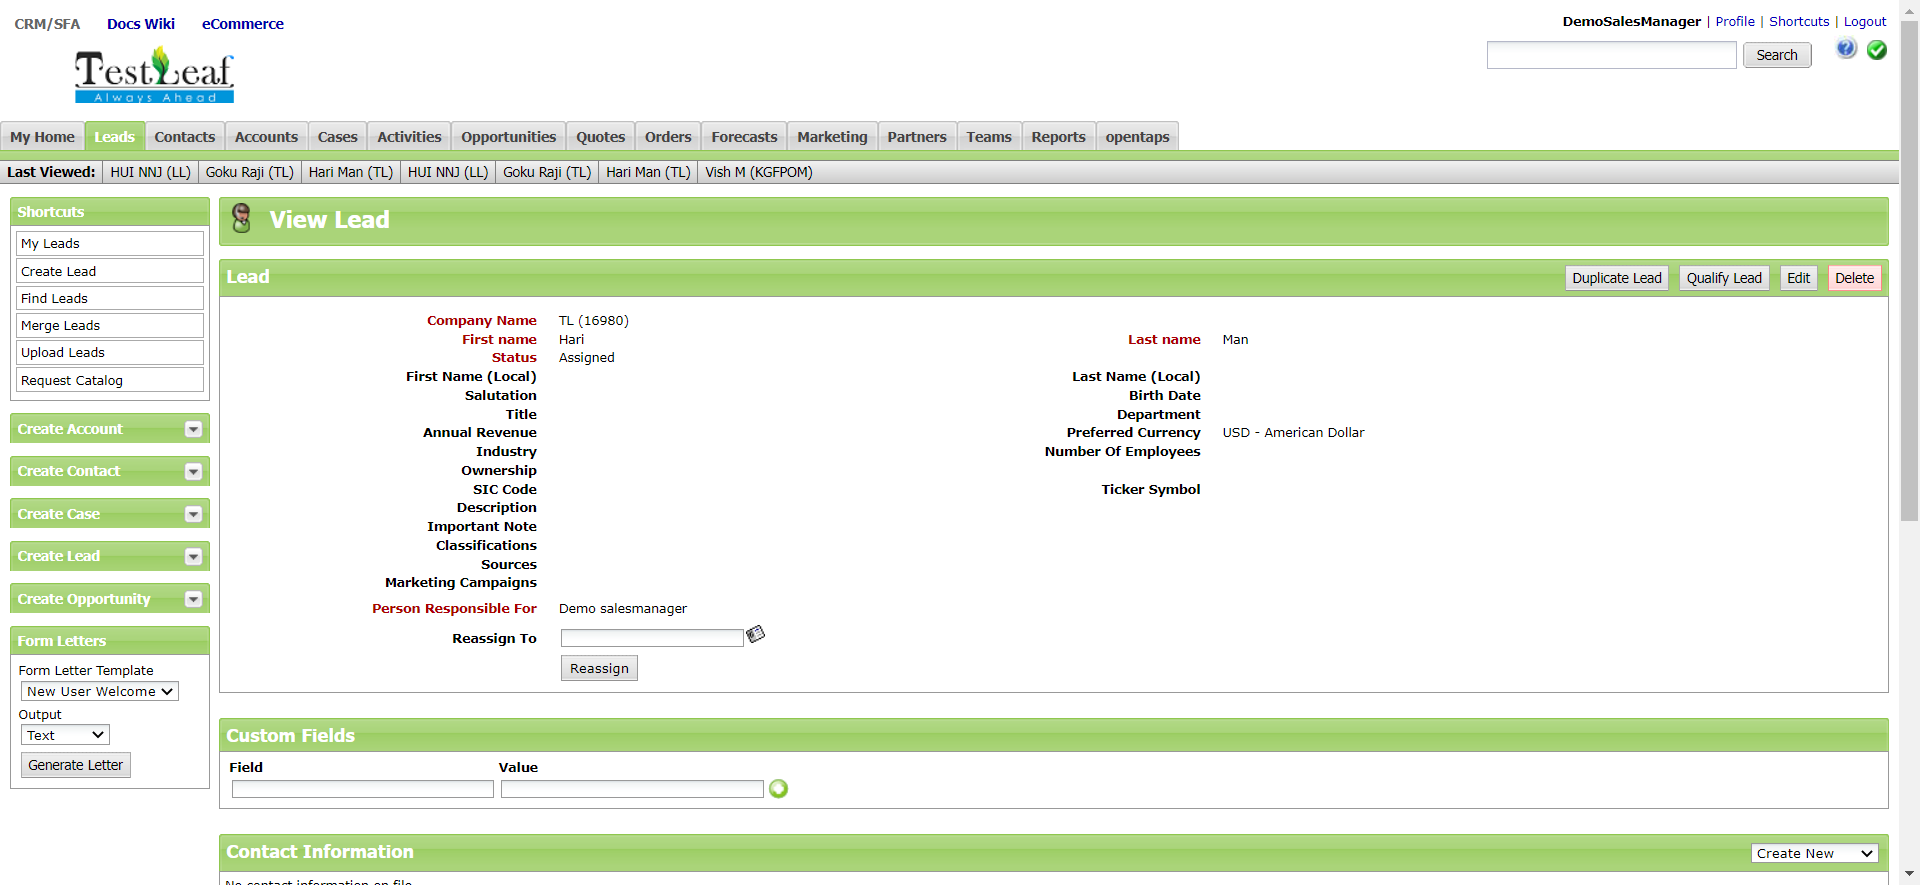 CRM/SFA Docs Wiki eCommerce
DemoSalesManager | Profile | Shortcuts | Logout
Search
TestLeaf
Always Ahead
My Home Leads Contacts Accounts Cases Activities Opportunities Quotes Orders Forecasts Marketing Partners Teams Reports opentaps
Last Viewed: HUI NNJ (LL) Goku Raji (TL) Hari Man (TL) HUI NNJ (LL) Goku Raji (TL) Hari Man (TL) Vish M (KGFPOM)
Shortcuts
My Leads
Create Lead
Find Leads
Merge Leads
Upload Leads
Request Catalog
Create Account
Create Contact
Create Case
Create Lead
Create Opportunity
Form Letters
Form Letter Template
New User Welcome
Output
Text
Generate Letter
View Lead
Lead Duplicate Lead Qualify Lead Edit Delete
Company Name TL (16980)
First name Hari Last name Man
Status Assigned
First Name (Local) Last Name (Local)
Salutation Birth Date
Title Department
Annual Revenue Preferred Currency USD - American Dollar
Industry Number Of Employees
Ownership
SIC Code Ticker Symbol
Description
Important Note
Classifications
Sources
Marketing Campaigns
Person Responsible For Demo salesmanager
Reassign To
Reassign
Custom Fields
Field Value
Contact Information Create New
No contact information on file